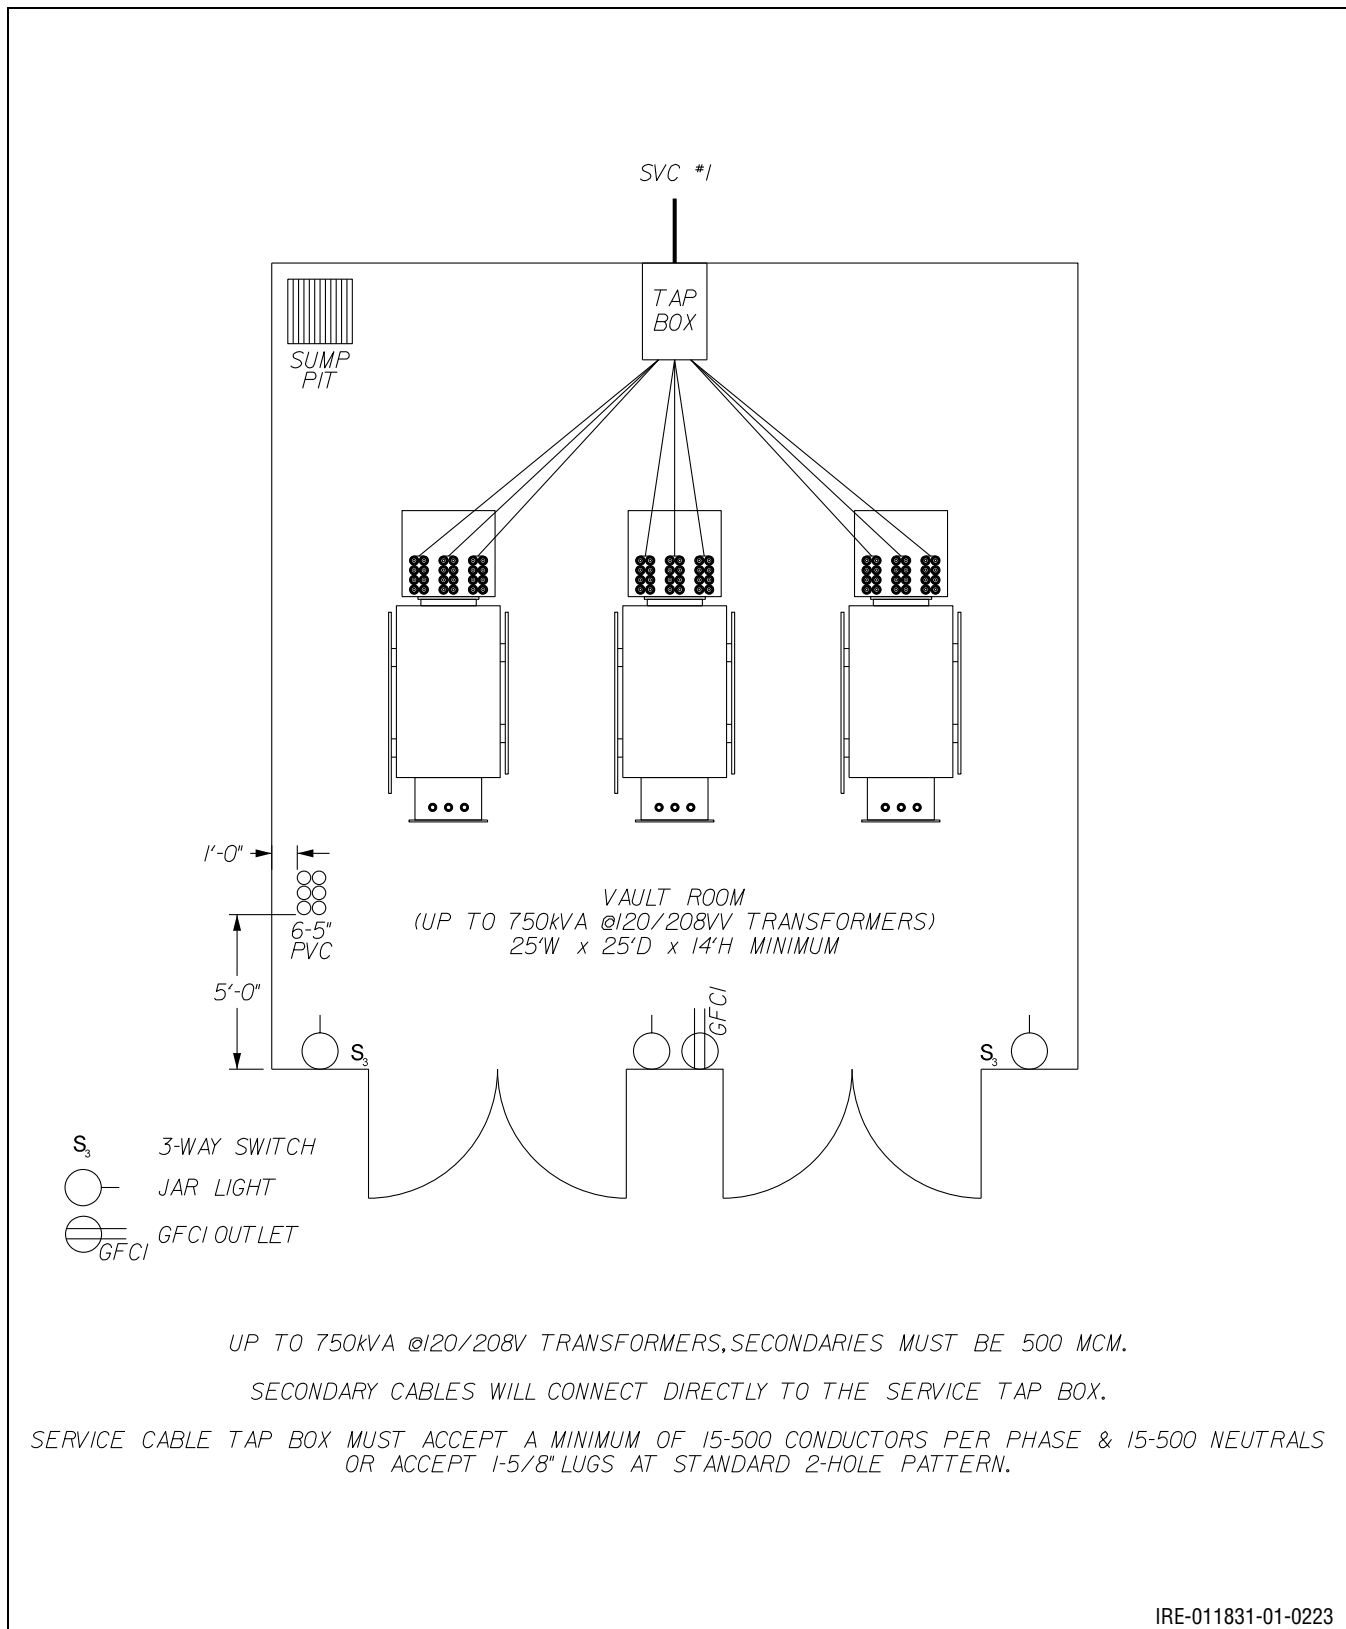 SVC #1
TAP
BOX
SUMP
PIT
1'-0"
6-5"
PVC
VAULT ROOM
(UP TO 750kVA @120/208VV TRANSFORMERS)
25'W x 25'D x 14'H MINIMUM
5'-0"
GFCI
S3
S3
S3 3-WAY SWITCH
JAR LIGHT
GFCI GFCI OUTLET
UP TO 750kVA @120/208V TRANSFORMERS, SECONDARIES MUST BE 500 MCM.
SECONDARY CABLES WILL CONNECT DIRECTLY TO THE SERVICE TAP BOX.
SERVICE CABLE TAP BOX MUST ACCEPT A MINIMUM OF 15-500 CONDUCTORS PER PHASE & 15-500 NEUTRALS
OR ACCEPT 1-5/8" LUGS AT STANDARD 2-HOLE PATTERN.
IRE-011831-01-0223